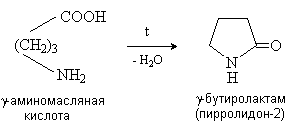 COOH
(CH₂)₃
NH₂
t
- H₂O
O
N
H
γ-аминомасляная
кислота
γ-бутиролактам
(пирролидон-2)